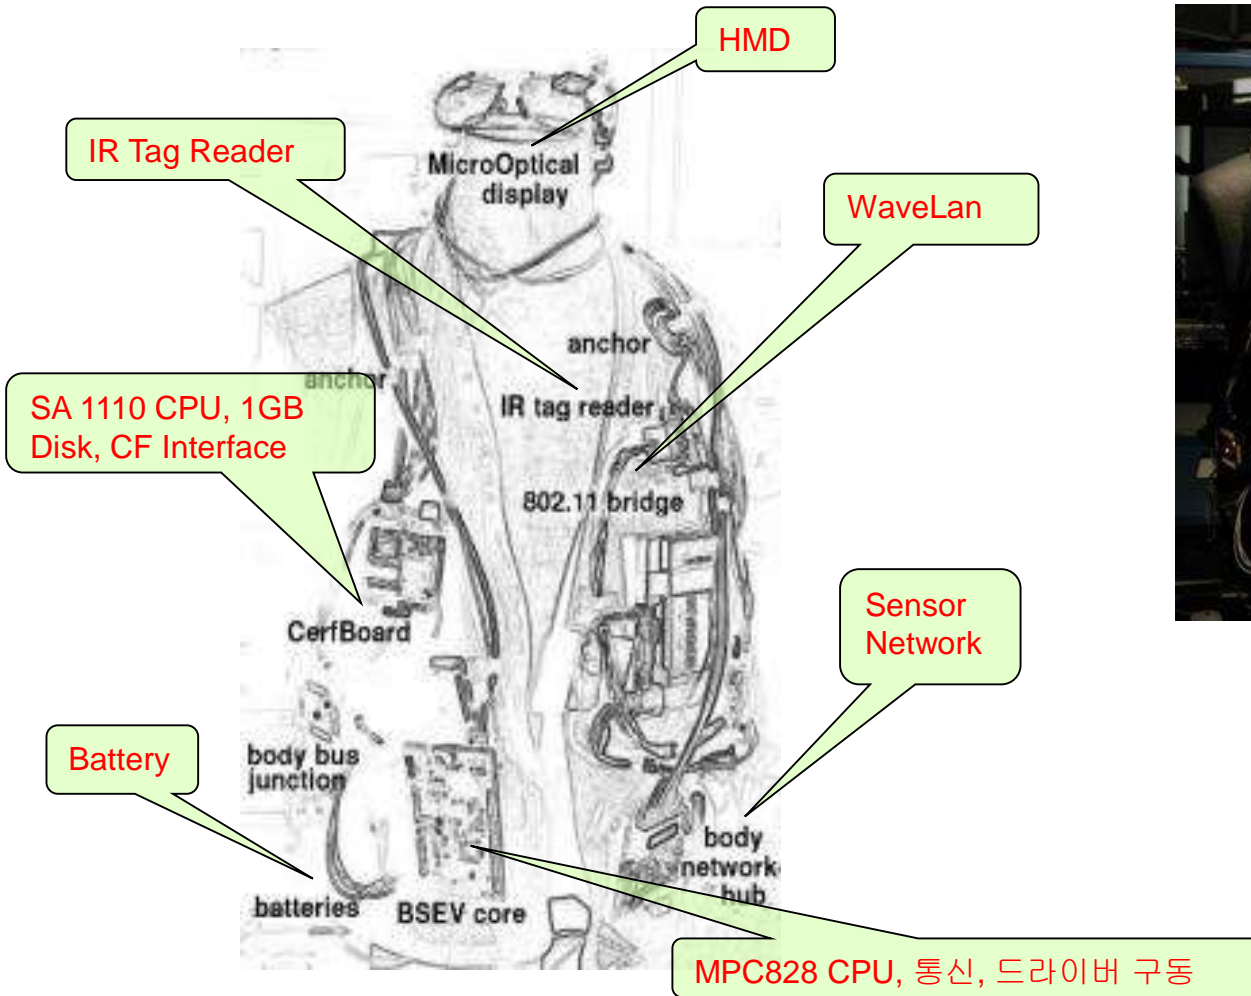 HMD
IR Tag Reader
MicroOptical
display
WaveLan
anchor
anchor
SA 1110 CPU, 1GB
Disk, CF Interface
IR tag reader
802.11 bridge
Sensor
Network
CerfBoard
Battery
body bus
junction
body
network
hub
batteries
BSEV core
MPC828 CPU, 통신, 드라이버 구동